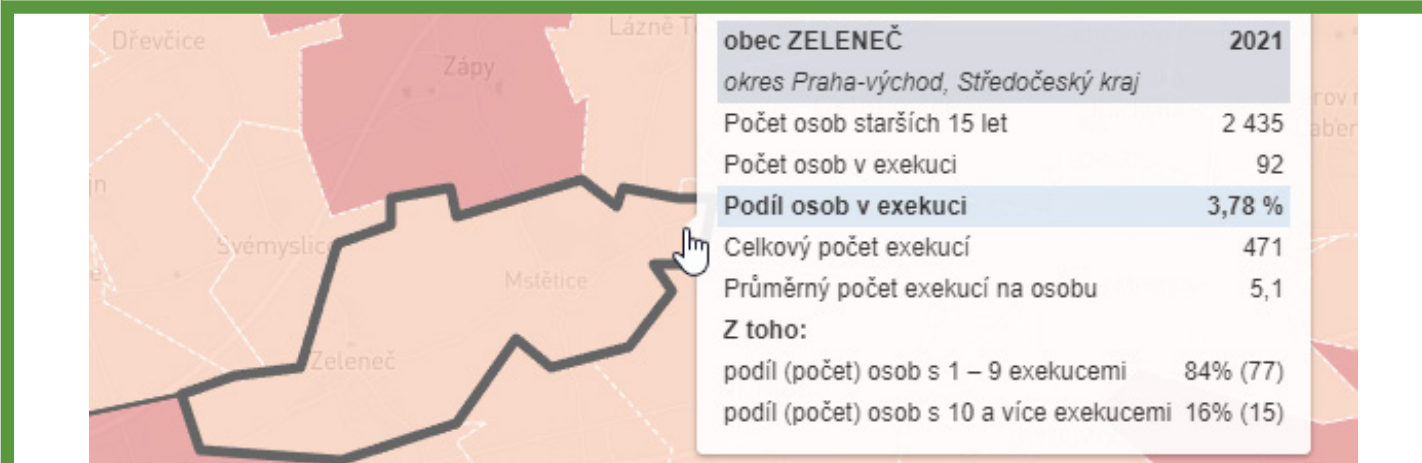 Dřevčice
Lázně T
Zápy
Svémyslic
Mstětice
Zeleneč
obec ZELENEČ 2021
okres Praha-východ, Středočeský kraj
Počet osob starších 15 let 2 435
Počet osob v exekuci 92
Podíl osob v exekuci 3,78 %
Celkový počet exekucí 471
Průměrný počet exekucí na osobu 5,1
Z toho:
podíl (počet) osob s 1 – 9 exekucemi 84% (77)
podíl (počet) osob s 10 a více exekucemi 16% (15)